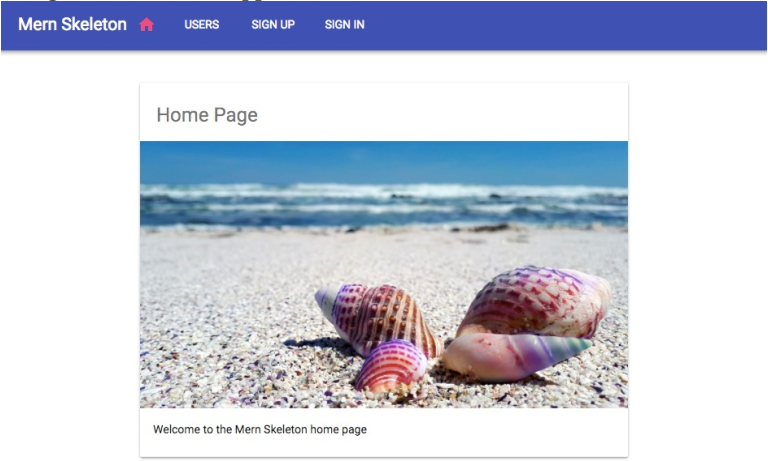 Mern Skeleton USERS SIGN UP SIGN IN
Home Page
Welcome to the Mern Skeleton home page